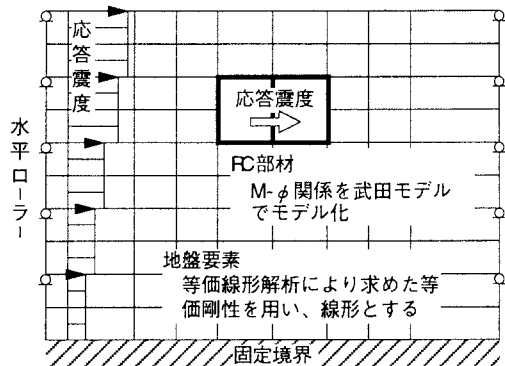 応答震度
応答震度
水平ローラー
RC部材
M-φ関係を武田モデル
でモデル化
地盤要素
等価線形解析により求めた等
価剛性を用い、線形とする
固定境界